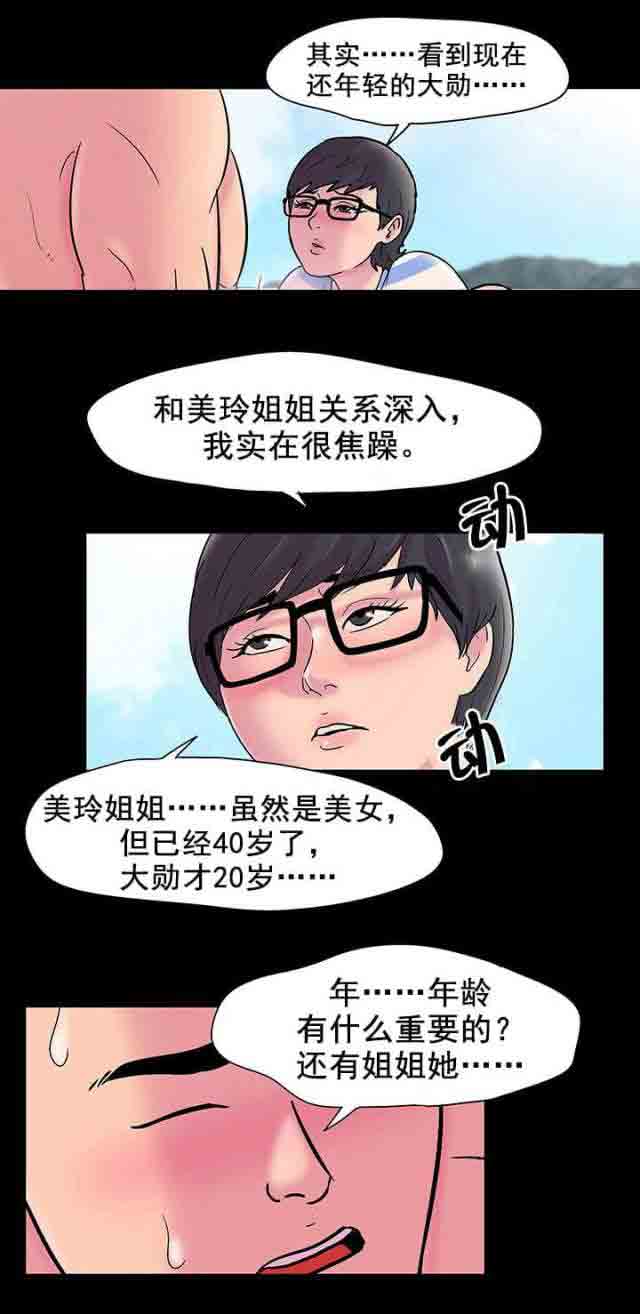 其实……看到现在
还年轻的大勋……
和美玲姐姐关系深入，
我实在很焦躁。
动
动
美玲姐姐……虽然是美女，
但已经40岁了，
大勋才20岁……
年……年龄
有什么重要的？
还有姐姐她……